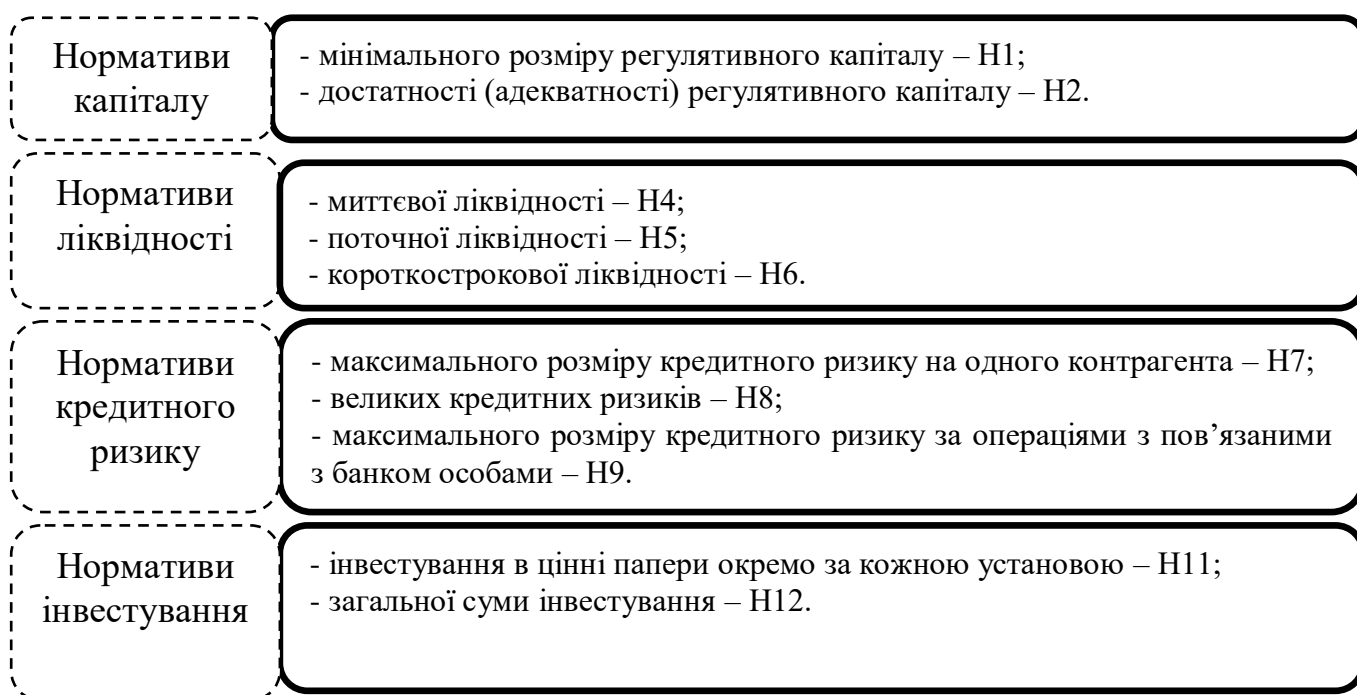 Нормативи
капіталу
- мінімального розміру регулятивного капіталу – Н1;
- достатності (адекватності) регулятивного капіталу – Н2.
Нормативи
ліквідності
- миттєвої ліквідності – Н4;
- поточної ліквідності – Н5;
- короткострокової ліквідності – Н6.
Нормативи
кредитного
ризику
- максимального розміру кредитного ризику на одного контрагента – Н7;
- великих кредитних ризиків – Н8;
- максимального розміру кредитного ризику за операціями з пов’язаними
з банком особами – Н9.
Нормативи
інвестування
- інвестування в цінні папери окремо за кожною установою – Н11;
- загальної суми інвестування – Н12.